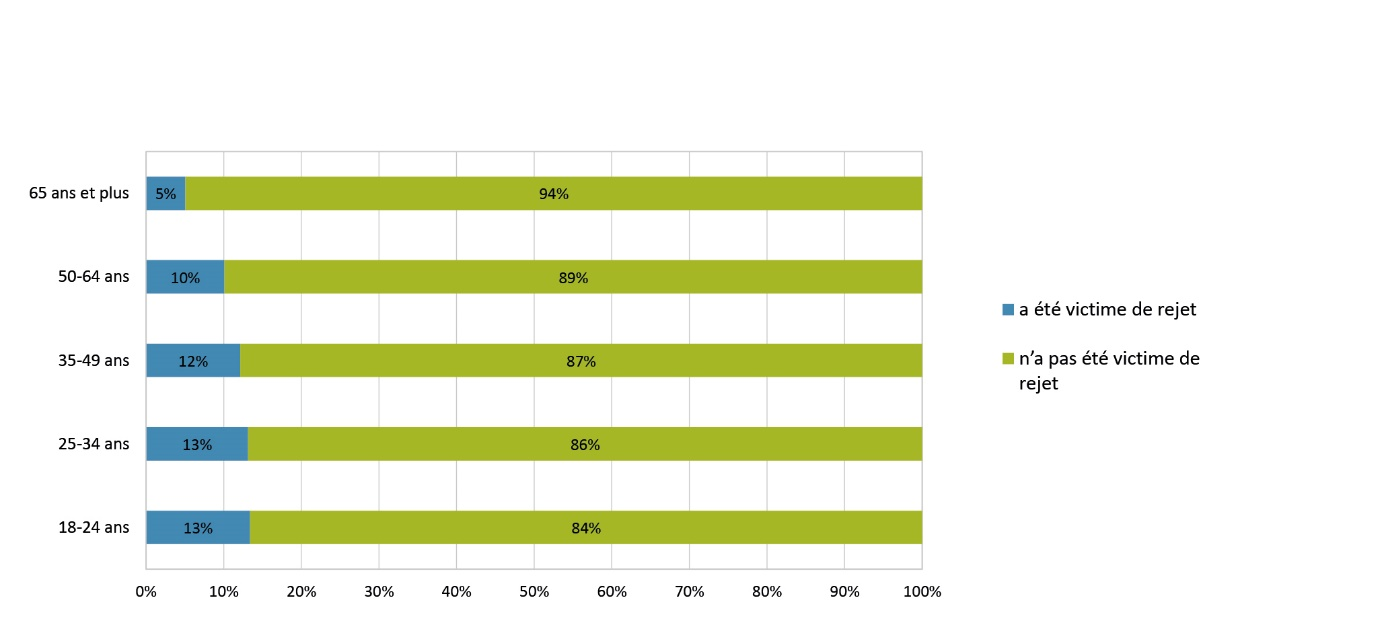 65 ans et plus
5%
94%
50-64 ans
10%
89%
35-49 ans
12%
87%
25-34 ans
13%
86%
18-24 ans
13%
84%
0%
10%
20%
30%
40%
50%
60%
70%
80%
90%
100%
a été victime de rejet
n’a pas été victime de
rejet